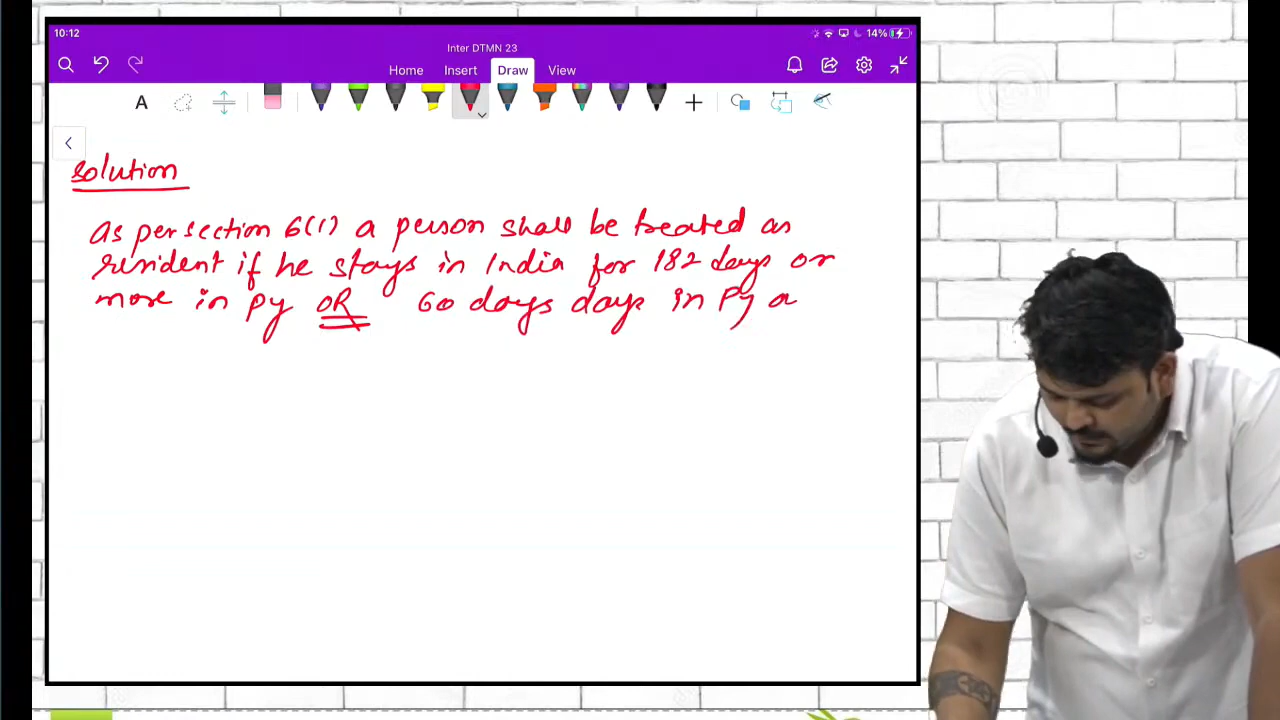 10:12
14%
Inter DTMN 23
Home Insert Draw View
A
solution
As per section 6(1) a person shall be treated as
resident if he stays in India for 182 days or
more in py OR 60 days days in Py a